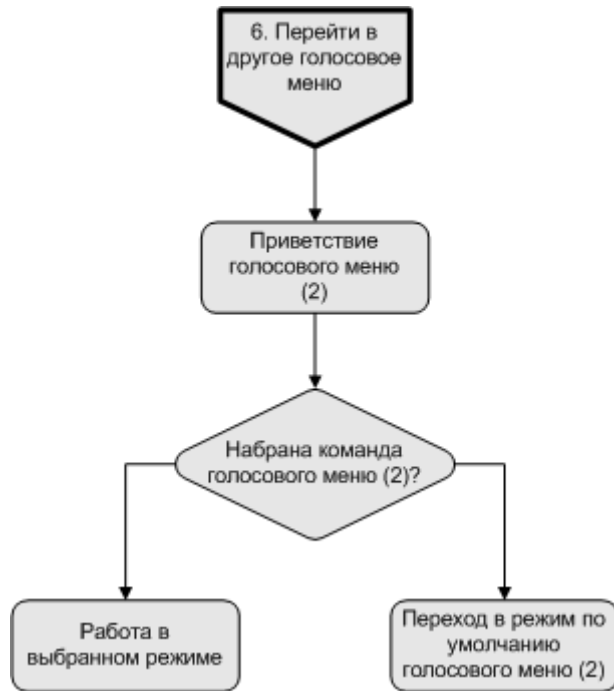 6. Перейти в
другое голосовое
меню
Приветствие
голосового меню
(2)
Набрана команда
голосового меню (2)?
Работа в
выбранном режиме
Переход в режим по
умолчанию
голосового меню (2)